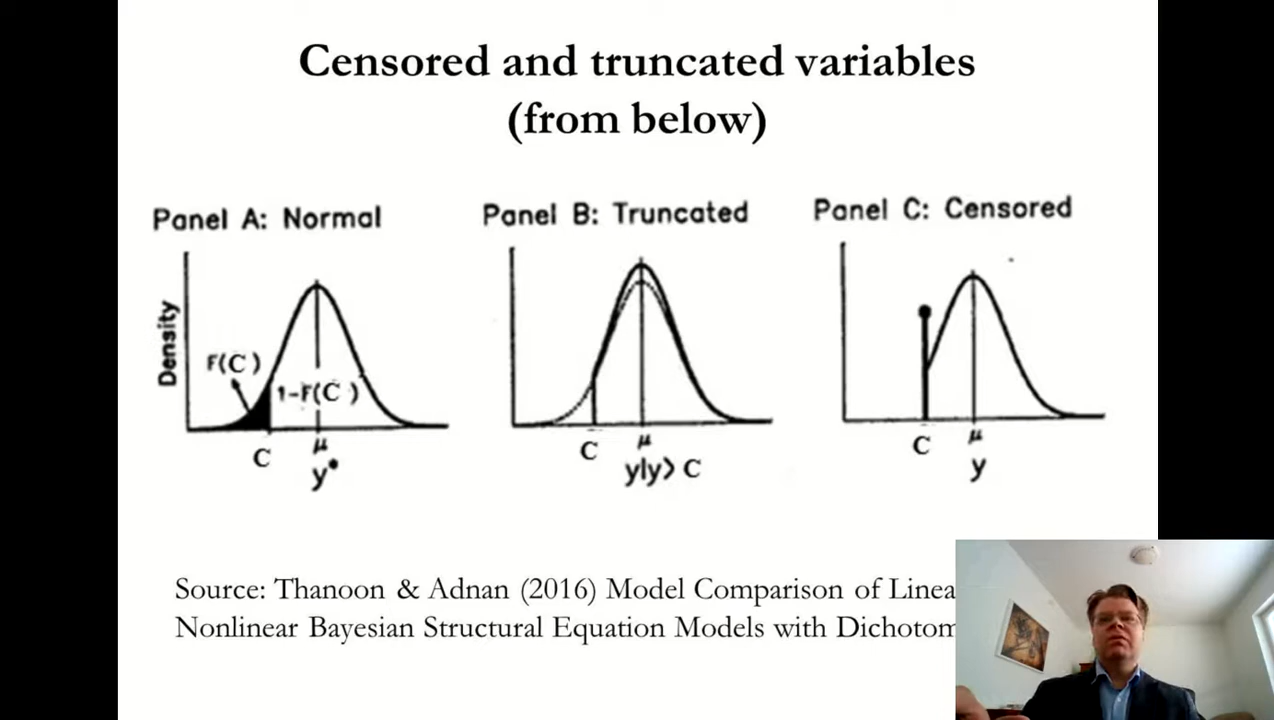 Censored and truncated variables
(from below)
Panel A: Normal
Panel B: Truncated
Panel C: Censored
Density
F(C)
1-F(C)
C
μ
y*
C
μ
y|y> C
C
μ
y
Source: Thanoon & Adnan (2016) Model Comparison of Linea
Nonlinear Bayesian Structural Equation Models with Dichotom